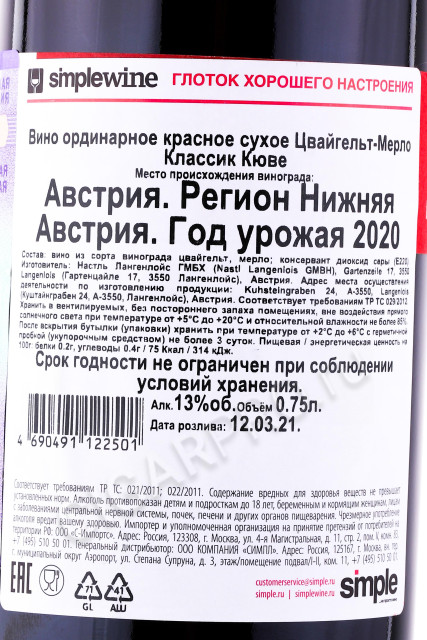 simplewine ГЛОТОК ХОРОШЕГО НАСТРОЕНИЯ
Вино ординарное красное сухое Цвайгельт-Мерло
Классик Кюве
Место происхождения винограда:
Австрия. Регион Нижняя
Австрия. Год урожая 2020
Состав: вино из сорта винограда цвайгельт, мерло; консервант диоксид серы (E220)
Изготовитель: Настль Лангенлойс ГМБХ (Nastl Langenlois GMBH), Gartenzeile 17, 3550
Langenlois (Гартенцайле 17, 3550 Лангенлойс), Австрия. Адрес места осуществления
деятельности по изготовлению продукции: Kuhsteingraben 24, A-3550, Langenlois
(Куштайнграбен 24, А-3550, Лангенлойс), Австрия. Соответствует требованиям ТР ТС 029/2012
Хранить в вентилируемых, без постороннего запаха помещениях, вне воздействия прямого
солнечного света при температуре от +5°С до +20°С и относительной влажности не более 85%.
После вскрытия бутылки (упаковки) хранить при температуре от +2°С до +6°С с герметичной
пробкой (укупорочным средством) не более 3 суток. Пищевая / энергетическая ценность на
100г: белки 0.2г, углеводы 0.4г / 75 Ккал / 314 кДж.
Срок годности не ограничен при соблюдении
условий хранения.
Алк.13%об.Объём 0.75л.
Дата розлива: 12.03.21.
4 690491 122501
Соответствует требованиям ТР ТС: 021/2011; 022/2011. Содержание вредных для здоровья веществ не превышает
установленных норм. Алкоголь противопоказан детям и подросткам до 18 лет, беременным и кормящим женщинам, лицам
с заболеваниями центральной нервной системы, почек, печени и других органов пищеварения. Чрезмерное употребление
алкоголя вредит вашему здоровью. Импортер и уполномоченная организация на принятие претензий от потребителей на
территории РФ: ООО «С-Импорт». Адрес: Россия, 123308, г. Москва, ул. 4-я Магистральная, д. 11, стр. 2, пом. X, комн. 83.
+7 (495) 510 50 01. Генеральный дистрибьютор: ООО КОМПАНИЯ «СИМПЛ». Адрес: Россия, 125167, г. Москва, вн. тер.
г. муниципальный округ Аэропорт, ул. Степана Супруна, д. 3, этаж/помещение подвал/I-II, ком. 11, +7 (495) 510 50 51.
EAC
71
GL
41
АШ
customerservice@simple.ru
simple.ru | simplewine.ru
simple